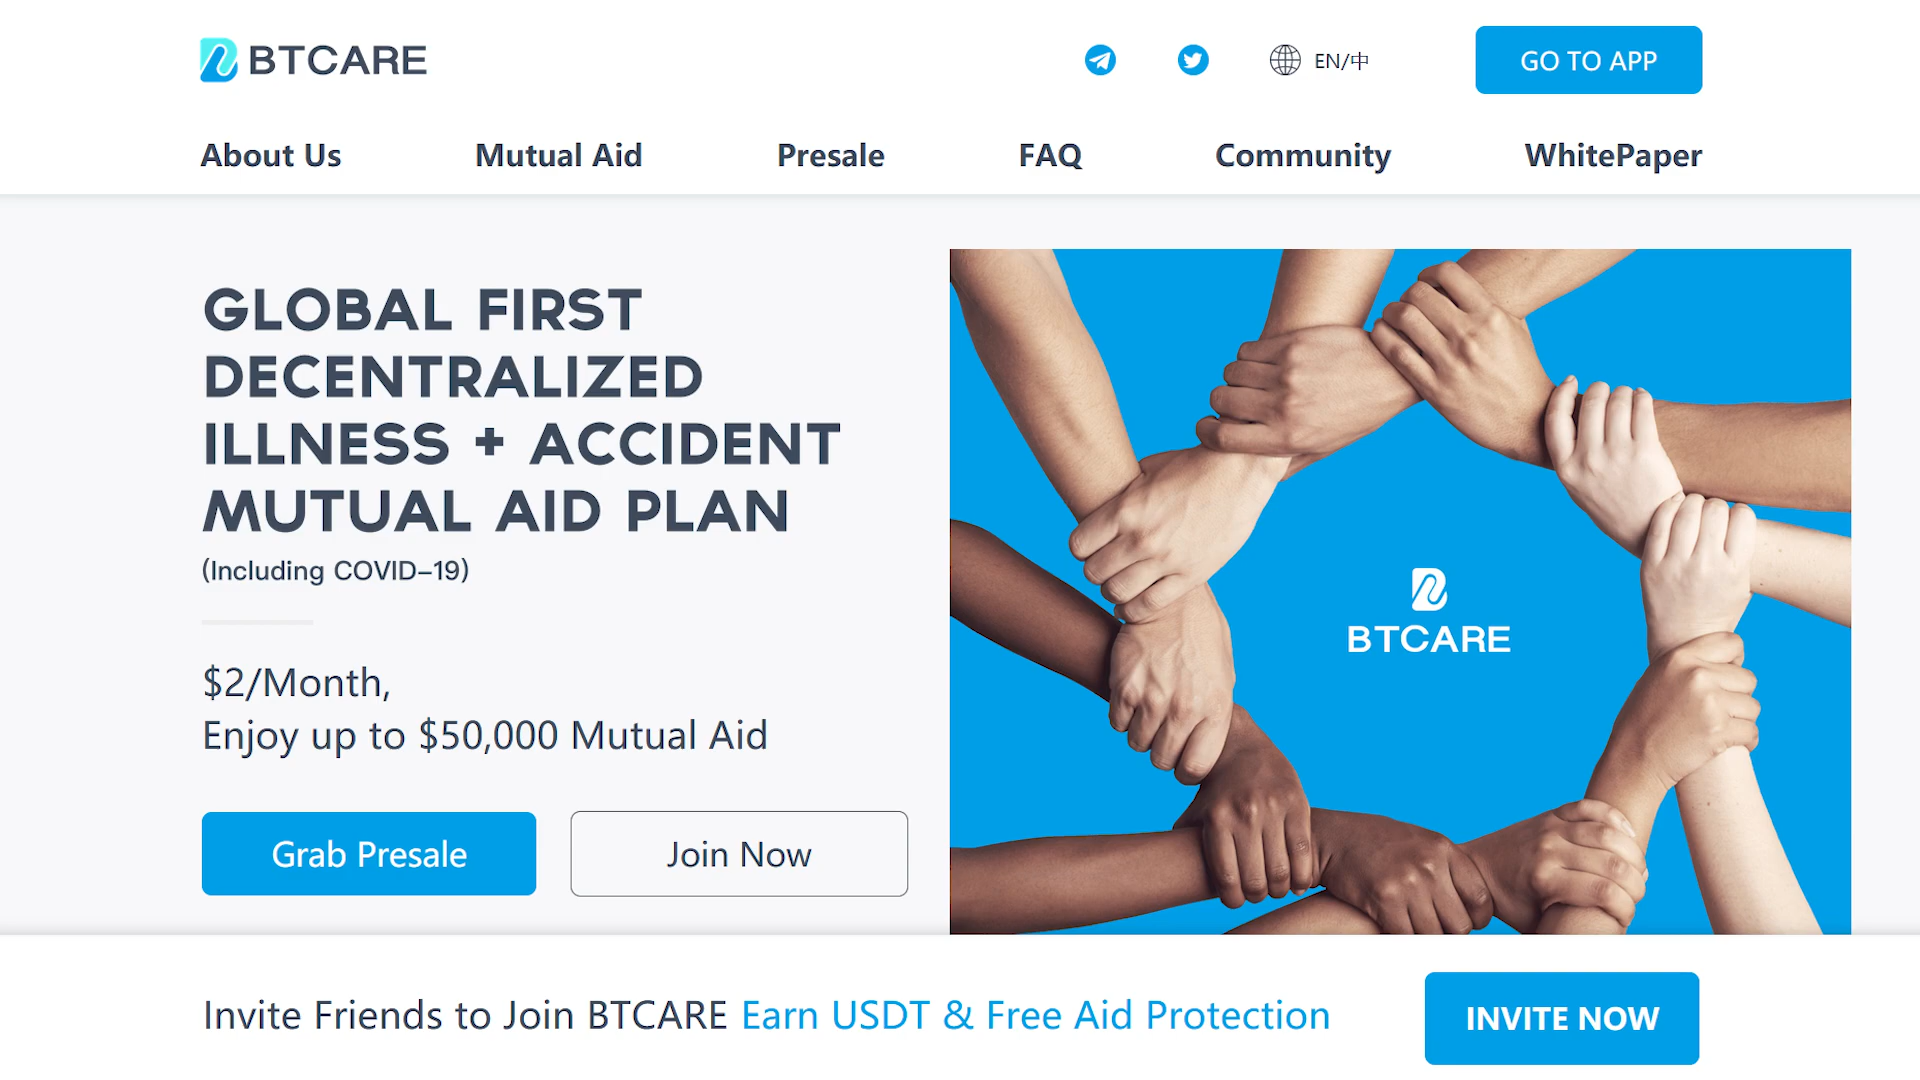 BTCARE
EN/中
GO TO APP
About Us
Mutual Aid
Presale
FAQ
Community
WhitePaper
GLOBAL FIRST
DECENTRALIZED
ILLNESS + ACCIDENT
MUTUAL AID PLAN
(Including COVID–19)
$2/Month,
Enjoy up to $50,000 Mutual Aid
Grab Presale
Join Now
BTCARE
Invite Friends to Join BTCARE Earn USDT & Free Aid Protection
INVITE NOW